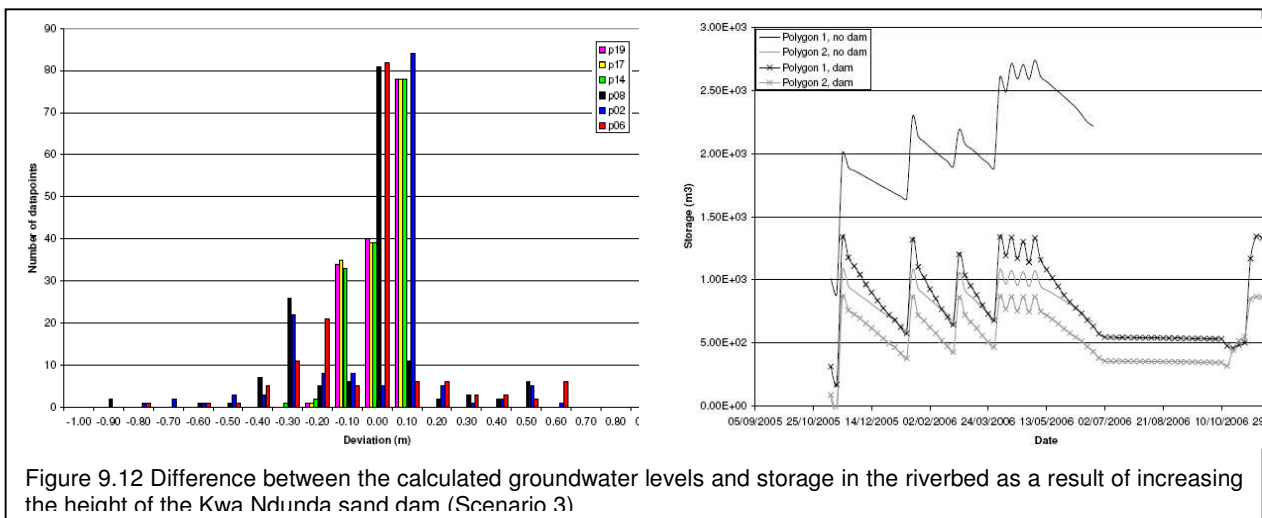 90
80
70
60
50
40
30
20
10
0
Number of datapoints
-1.00 -0.90 -0.80 -0.70 -0.60 -0.50 -0.40 -0.30 -0.20 -0.10 0.00 0.10 0.20 0.30 0.40 0.50 0.60 0.70 0.80
Deviation (m)
p19
p17
p14
p08
p02
p06
3.00E+03
2.50E+03
2.00E+03
1.50E+03
1.00E+03
5.00E+02
0.00E+00
Storage (m3)
Polygon 1, no dam
Polygon 2, no dam
Polygon 1, dam
Polygon 2, dam
05/09/2005 25/10/2005 14/12/2005 02/02/2006 24/03/2006 13/05/2006 02/07/2006 21/08/2006 10/10/2006 29
Date
Figure 9.12 Difference between the calculated groundwater levels and storage in the riverbed as a result of increasing
the height of the Kwa Ndunda sand dam (Scenario 3)